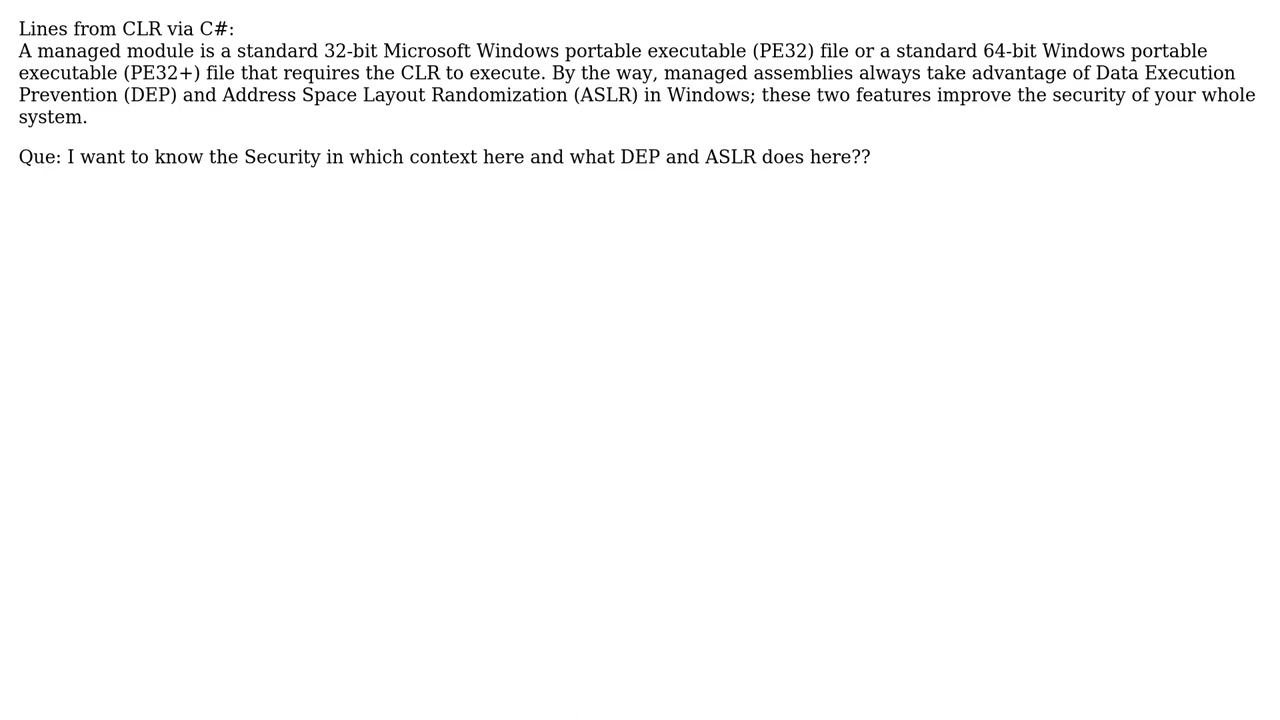 Lines from CLR via C#:
A managed module is a standard 32-bit Microsoft Windows portable executable (PE32) file or a standard 64-bit Windows portable
executable (PE32+) file that requires the CLR to execute. By the way, managed assemblies always take advantage of Data Execution
Prevention (DEP) and Address Space Layout Randomization (ASLR) in Windows; these two features improve the security of your whole
system.
Que: I want to know the Security in which context here and what DEP and ASLR does here??